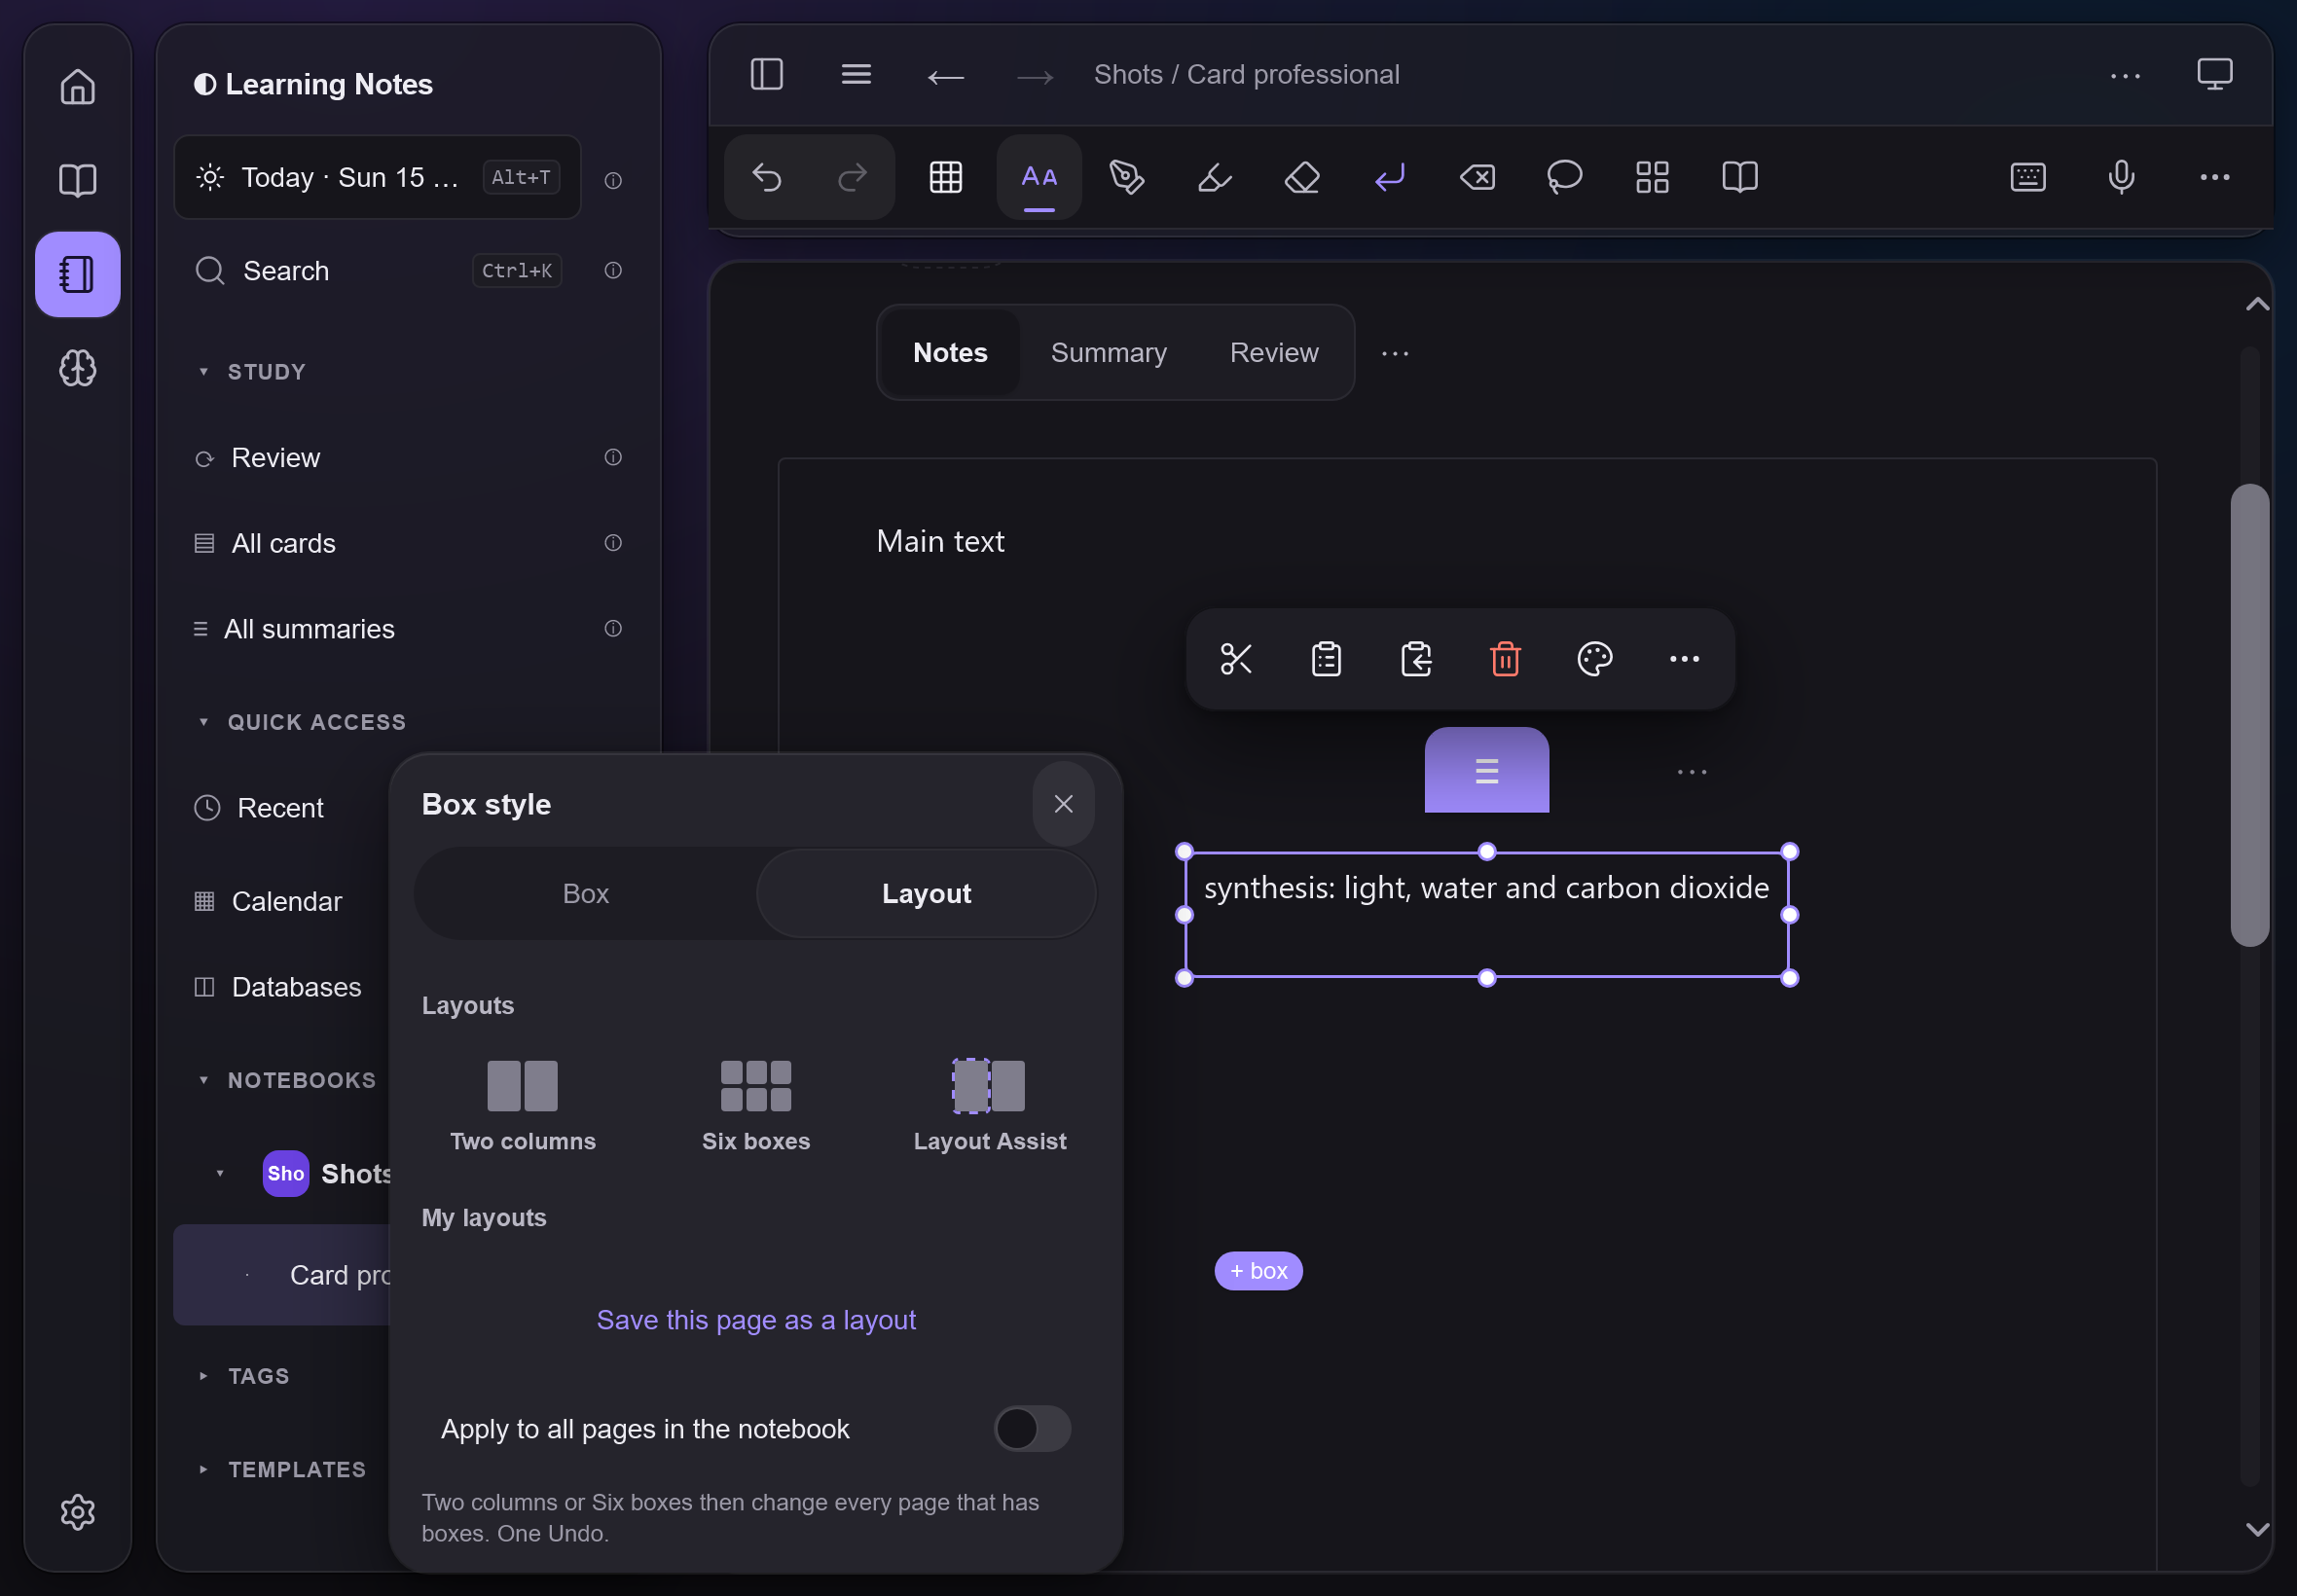 Learning Notes
Today · Sun 15 ...
Alt+T
Search
Ctrl+K
STUDY
Review
All cards
All summaries
QUICK ACCESS
Recent
Calendar
Databases
NOTEBOOKS
Sho
Shots
Card pro
TAGS
TEMPLATES
Shots / Card professional
AA
Notes
Summary
Review
Main text
synthesis: light, water and carbon dioxide
+ box
Box style
Box
Layout
Layouts
Two columns
Six boxes
Layout Assist
My layouts
Save this page as a layout
Apply to all pages in the notebook
Two columns or Six boxes then change every page that has
boxes. One Undo.